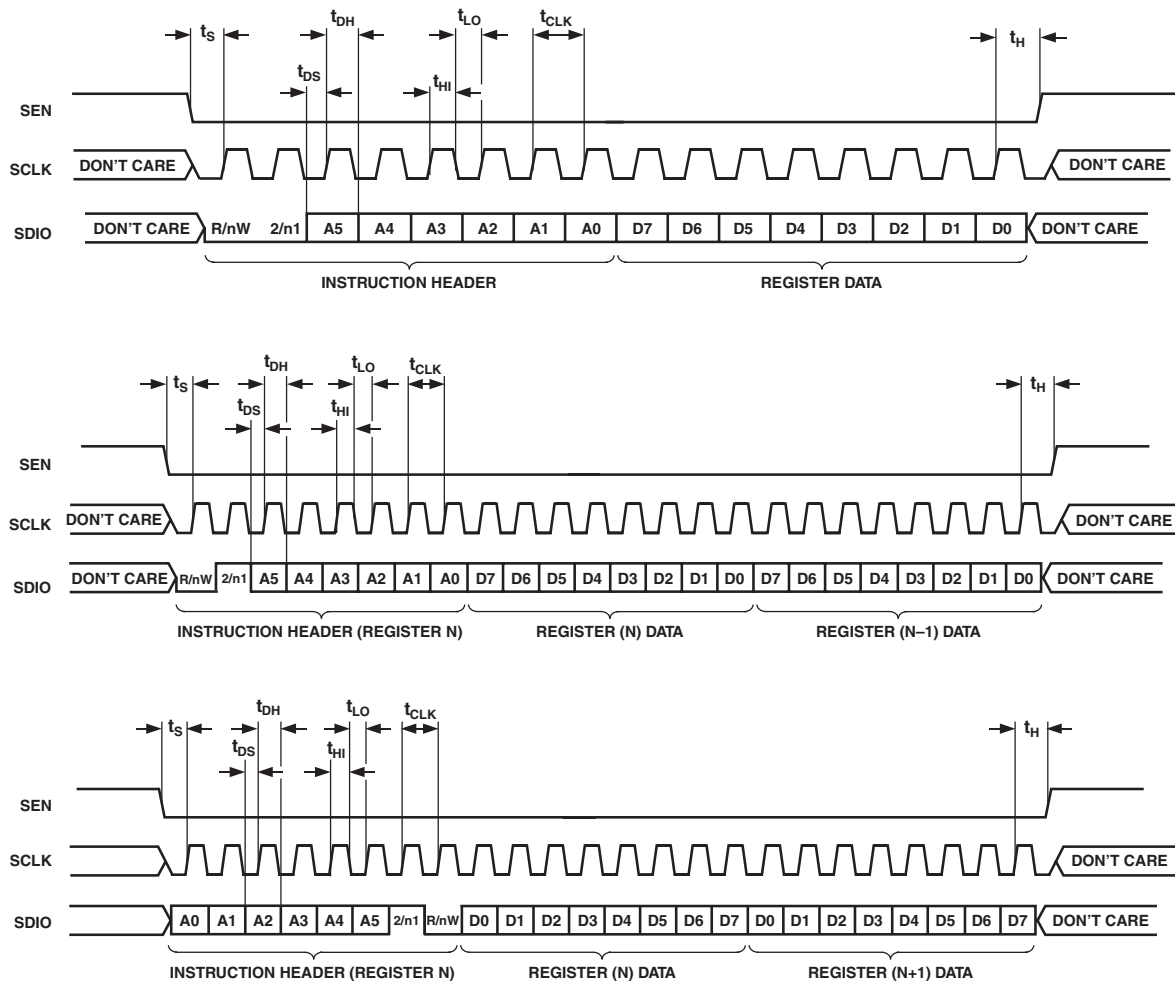 tS tDH tLO tCLK tH
tDS tHI
SEN
SCLK DON'T CARE DON'T CARE
SDIO DON'T CARE R/nW 2/n1 A5 A4 A3 A2 A1 A0 D7 D6 D5 D4 D3 D2 D1 D0 DON'T CARE
INSTRUCTION HEADER REGISTER DATA
tS tDH tLO tCLK tH
tDS tHI
SEN
SCLK DON'T CARE DON'T CARE
SDIO DON'T CARE R/nW 2/n1 A5 A4 A3 A2 A1 A0 D7 D6 D5 D4 D3 D2 D1 D0 D7 D6 D5 D4 D3 D2 D1 D0 DON'T CARE
INSTRUCTION HEADER (REGISTER N) REGISTER (N) DATA REGISTER (N–1) DATA
tS tDH tLO tCLK tH
tDS tHI
SEN
SCLK DON'T CARE
SDIO A0 A1 A2 A3 A4 A5 2/n1 R/nW D0 D1 D2 D3 D4 D5 D6 D7 D0 D1 D2 D3 D4 D5 D6 D7 DON'T CARE
INSTRUCTION HEADER (REGISTER N) REGISTER (N) DATA REGISTER (N+1) DATA